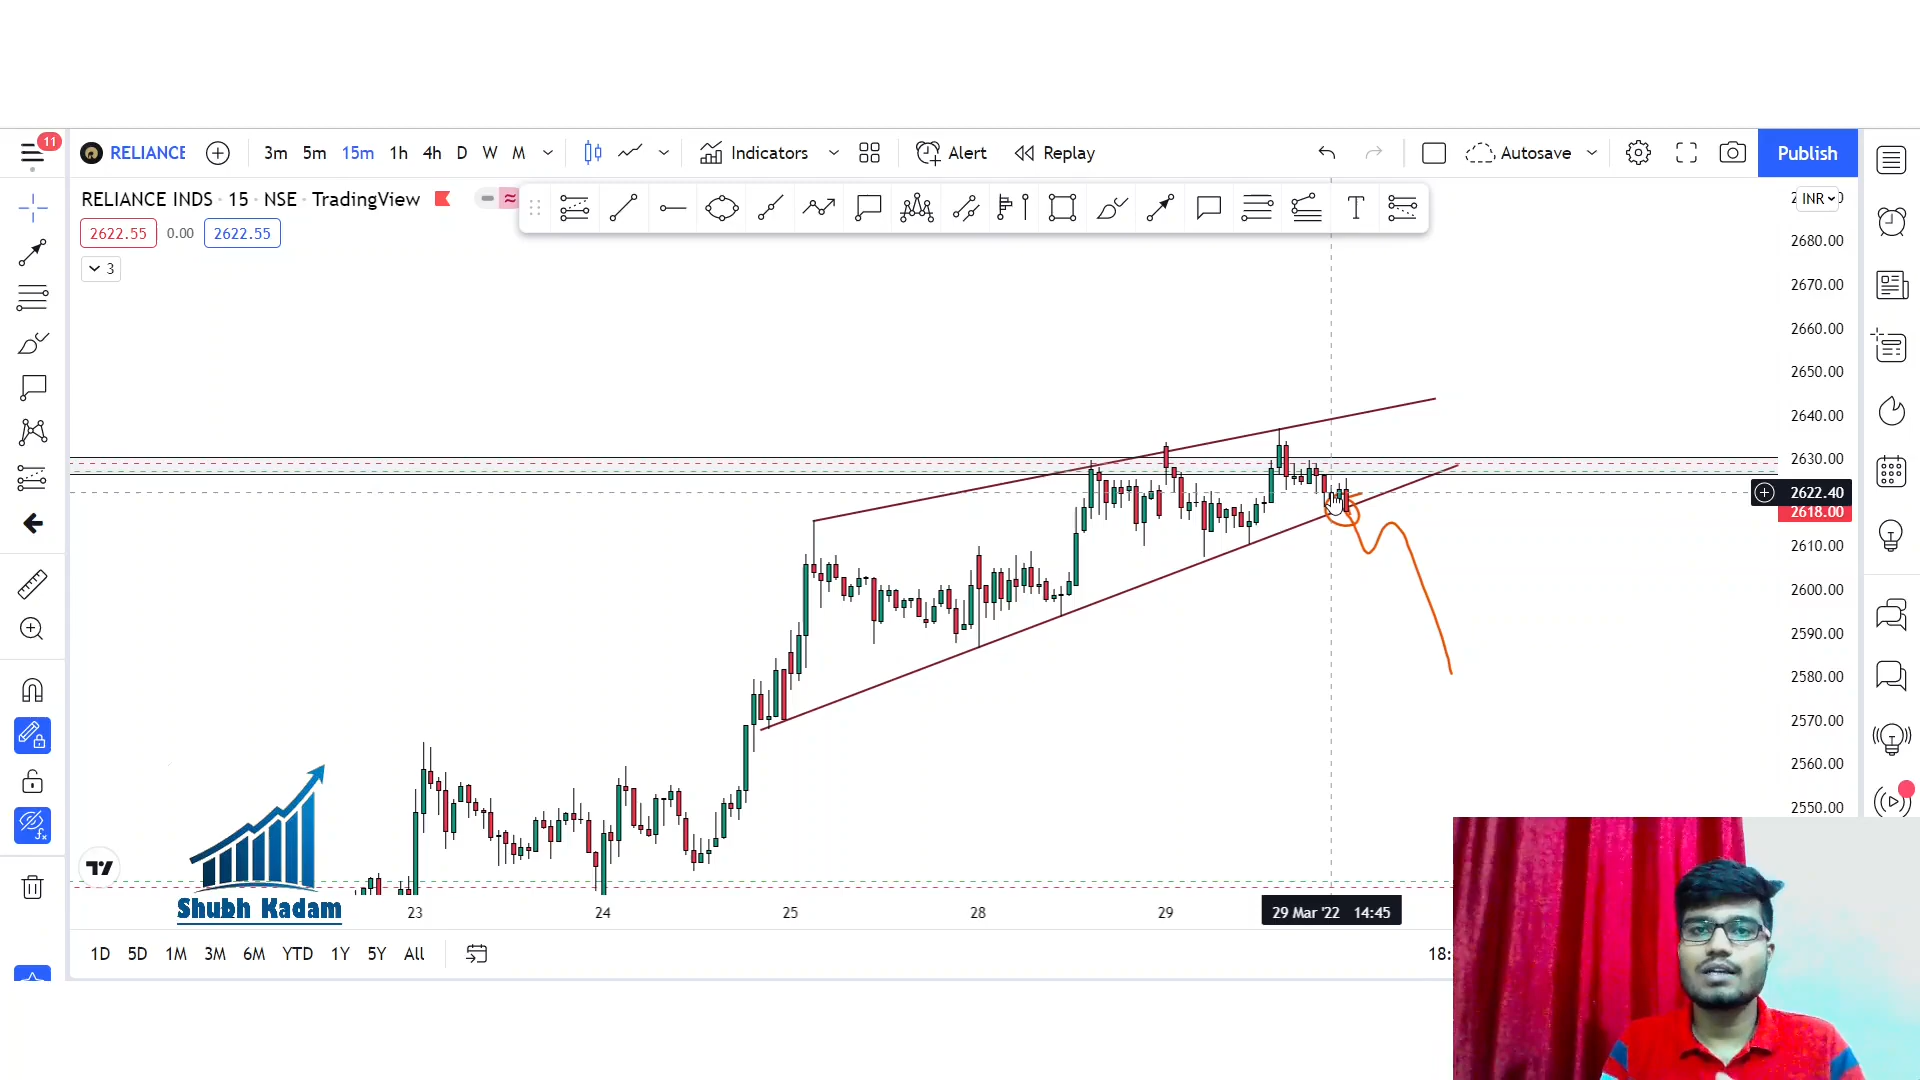 11
RELIANCE
3m 5m 15m 1h 4h D W M
Indicators
Alert
Replay
Autosave
Publish
RELIANCE INDS · 15 · NSE · TradingView
INR
2622.55 0.00 2622.55
3
2680.00
2670.00
2660.00
2650.00
2640.00
2630.00
2622.40
2618.00
2610.00
2600.00
2590.00
2580.00
2570.00
2560.00
2550.00
Shubh Kadam
23 24 25 28 29 29 Mar '22 14:45
1D 5D 1M 3M 6M YTD 1Y 5Y All
18: